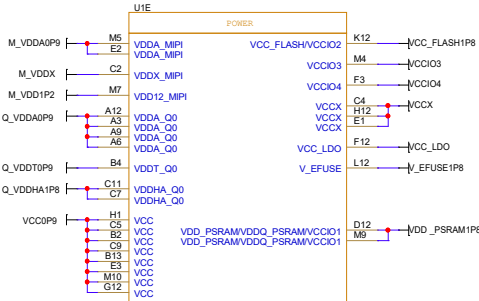 U1E
POWER
M_VDDA0P9 M5 VDDA_MIPI
E2 VDDA_MIPI
M_VDDX C2 VDDX_MIPI
M_VDD1P2 M7 VDD12_MIPI
Q_VDDA0P9 A12 VDDA_Q0
A3 VDDA_Q0
A9 VDDA_Q0
A6 VDDA_Q0
Q_VDDT0P9 B4 VDDT_Q0
Q_VDDHA1P8 C11 VDDHA_Q0
C7 VDDHA_Q0
VCC0P9 H1 VCC
C5 VCC
B2 VCC
C9 VCC
B13 VCC
E3 VCC
M10 VCC
G12 VCC
VCC_FLASH/VCCIO2 K12 VCC_FLASH1P8
VCCIO3 M4 VCCIO3
VCCIO4 F3 VCCIO4
VCCX C4 VCCX
VCCX H12
VCCX E1
VCC_LDO F12 VCC_LDO
V_EFUSE L12 V_EFUSE1P8
VDD_PSRAM/VDDQ_PSRAM/VCCIO1 D12 VDD_PSRAM1P8
VDD_PSRAM/VDDQ_PSRAM/VCCIO1 M9